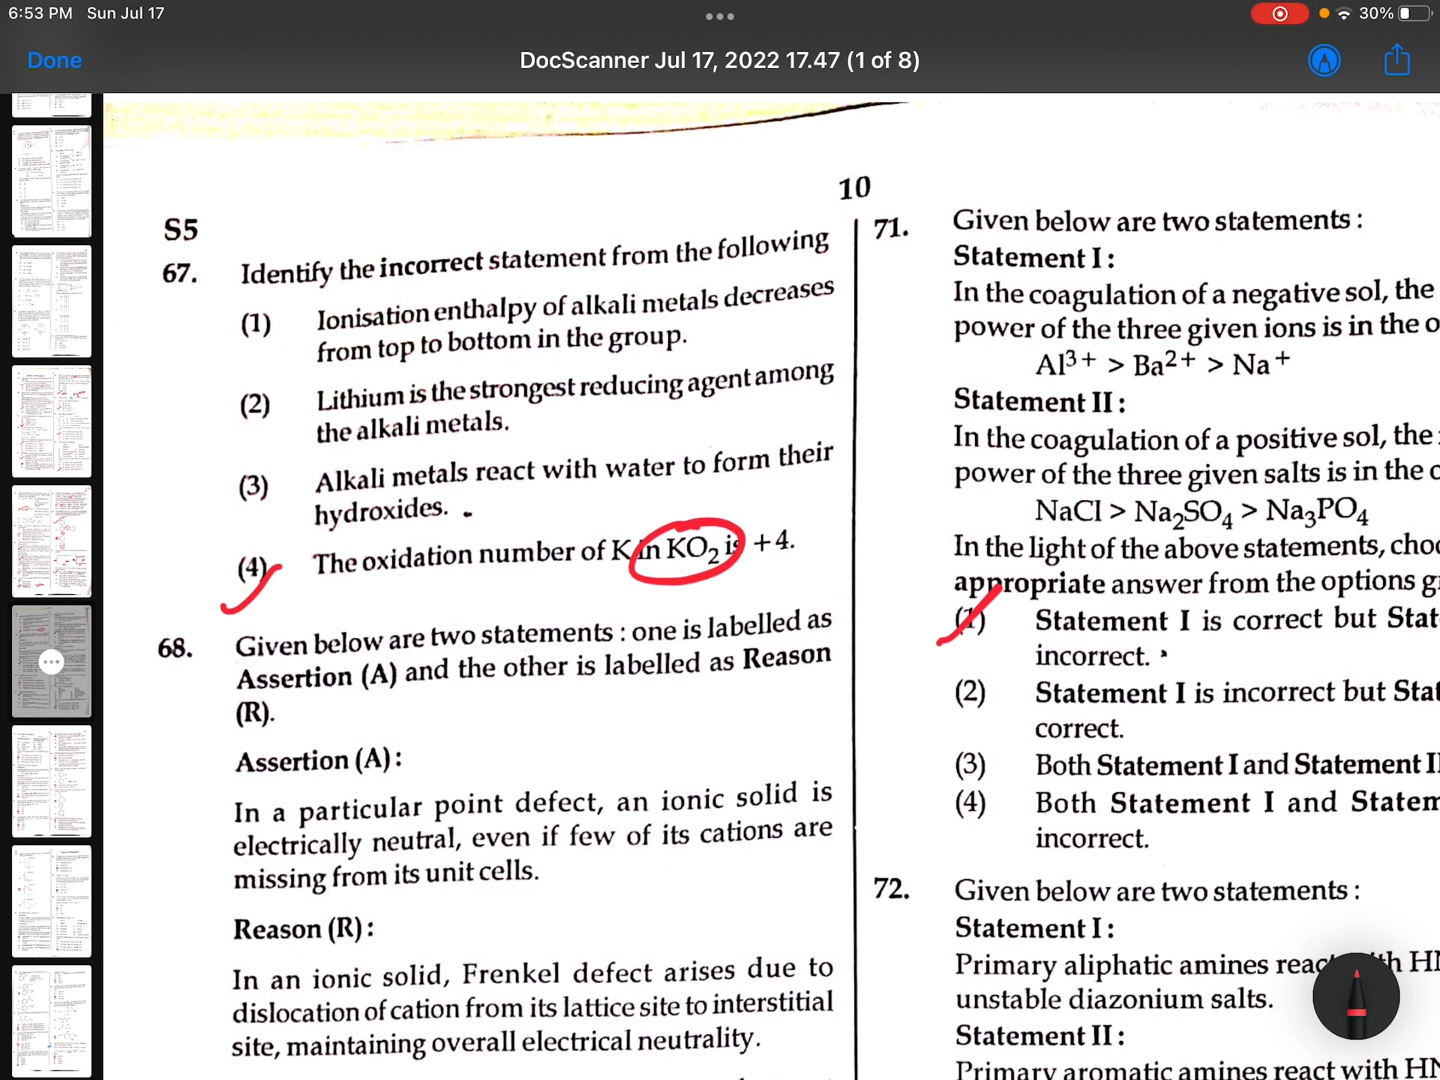 6:53 PM Sun Jul 17
30%
Done
DocScanner Jul 17, 2022 17.47 (1 of 8)
10
S5
67. Identify the incorrect statement from the following
(1) Ionisation enthalpy of alkali metals decreases
from top to bottom in the group.
(2) Lithium is the strongest reducing agent among
the alkali metals.
(3) Alkali metals react with water to form their
hydroxides.
(4) The oxidation number of K in KO₂ is +4.
68. Given below are two statements : one is labelled as
Assertion (A) and the other is labelled as Reason
(R).
Assertion (A) :
In a particular point defect, an ionic solid is
electrically neutral, even if few of its cations are
missing from its unit cells.
Reason (R) :
In an ionic solid, Frenkel defect arises due to
dislocation of cation from its lattice site to interstitial
site, maintaining overall electrical neutrality.
71. Given below are two statements :
Statement I :
In the coagulation of a negative sol, the
power of the three given ions is in the o
Al³⁺ > Ba²⁺ > Na⁺
Statement II :
In the coagulation of a positive sol, the
power of the three given salts is in the o
NaCl > Na₂SO₄ > Na₃PO₄
In the light of the above statements, choo
appropriate answer from the options gi
(1) Statement I is correct but Stat
incorrect.
(2) Statement I is incorrect but Stat
correct.
(3) Both Statement I and Statement II
(4) Both Statement I and Statem
incorrect.
72. Given below are two statements :
Statement I :
Primary aliphatic amines react with HN
unstable diazonium salts.
Statement II :
Primary aromatic amines react with HN